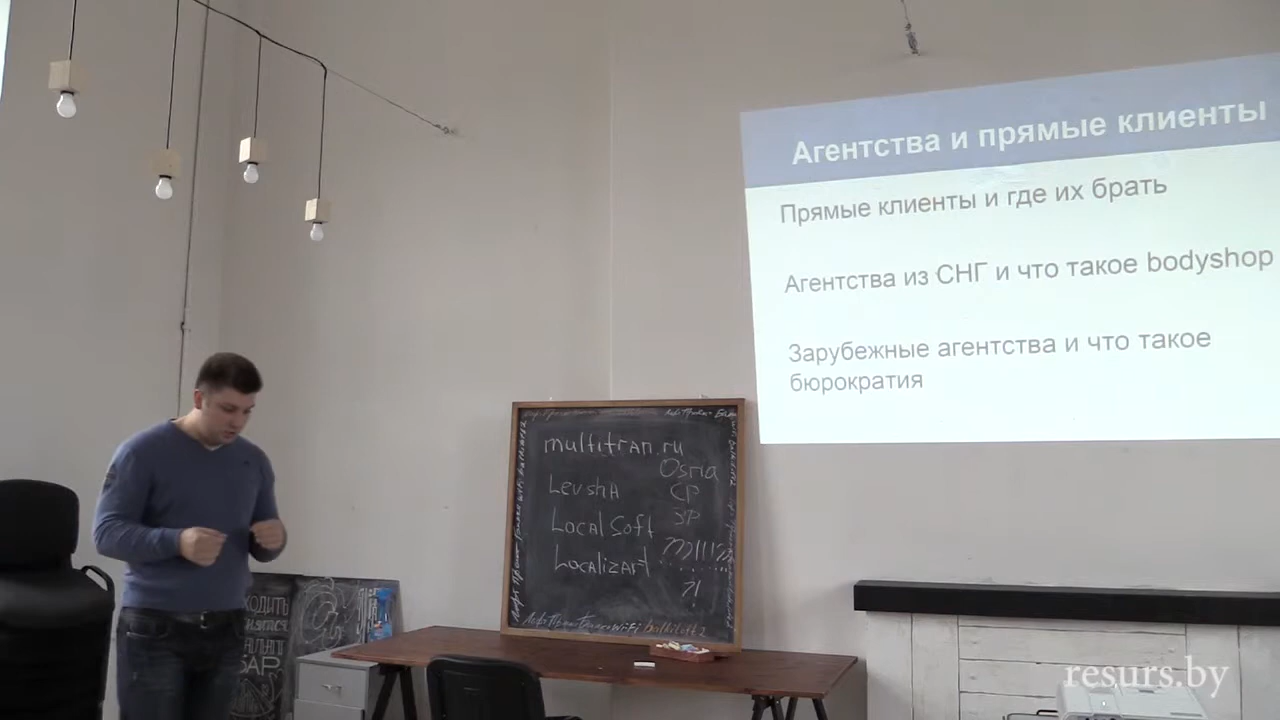 Агентства и прямые клиенты
Прямые клиенты и где их брать
Агентства из СНГ и что такое bodyshop
Зарубежные агентства и что такое
бюрократия
multitran.ru
Osria
Levsha
CP
LocalSoft
ЗР
Localizart
?!
resurs.by